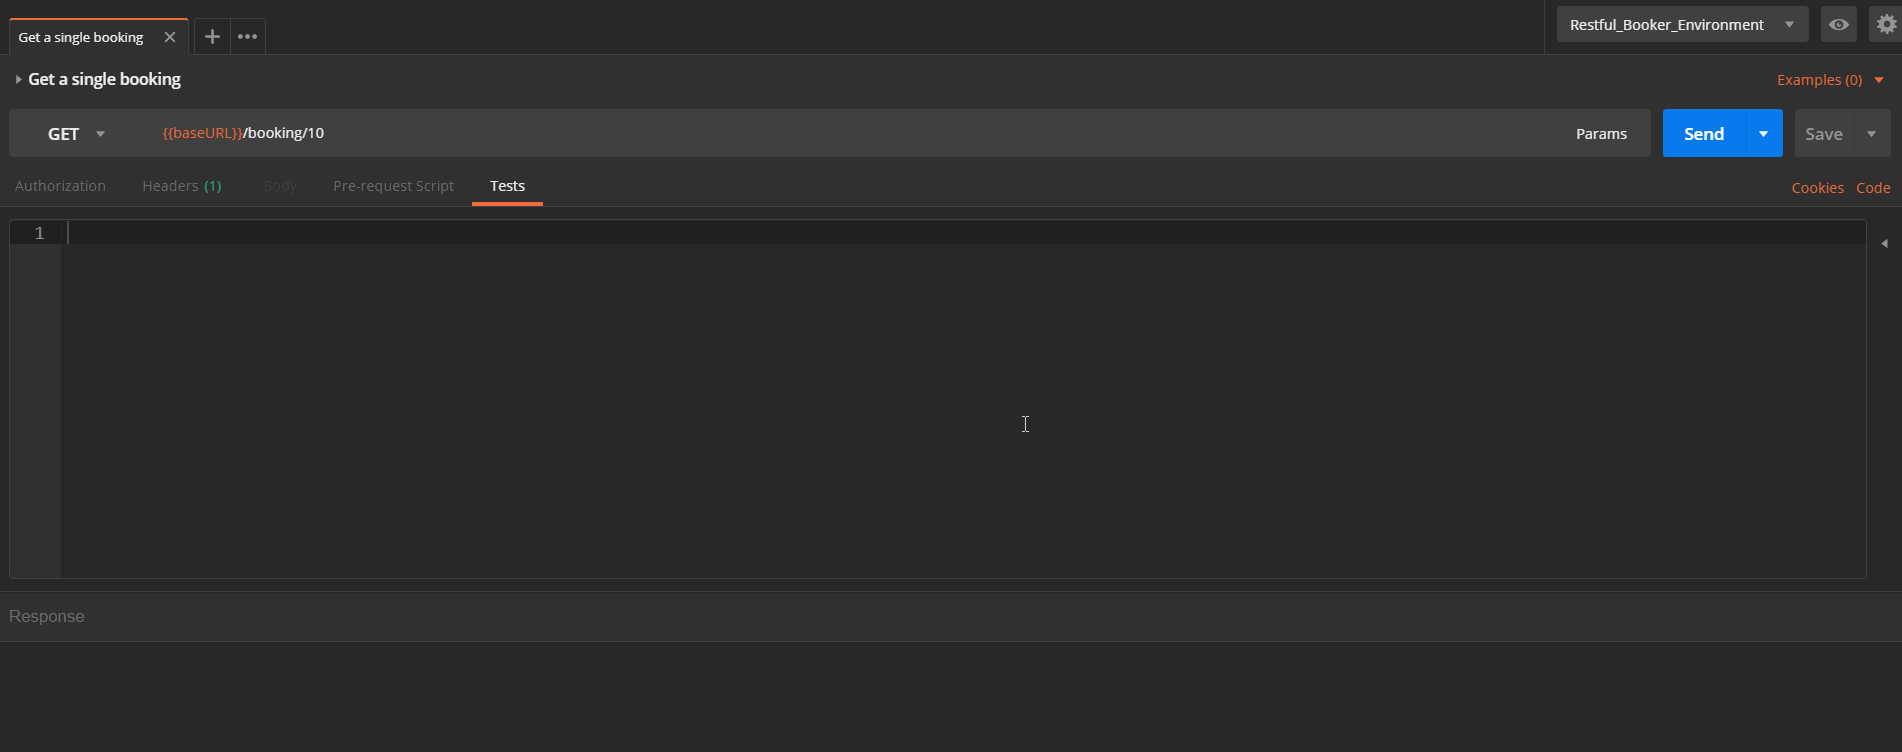 Get a single booking
Restful_Booker_Environment
Get a single booking
Examples (0)
GET {{baseURL}}/booking/10 Params Send Save
Authorization Headers (1) Body Pre-request Script Tests Cookies Code
1
Response